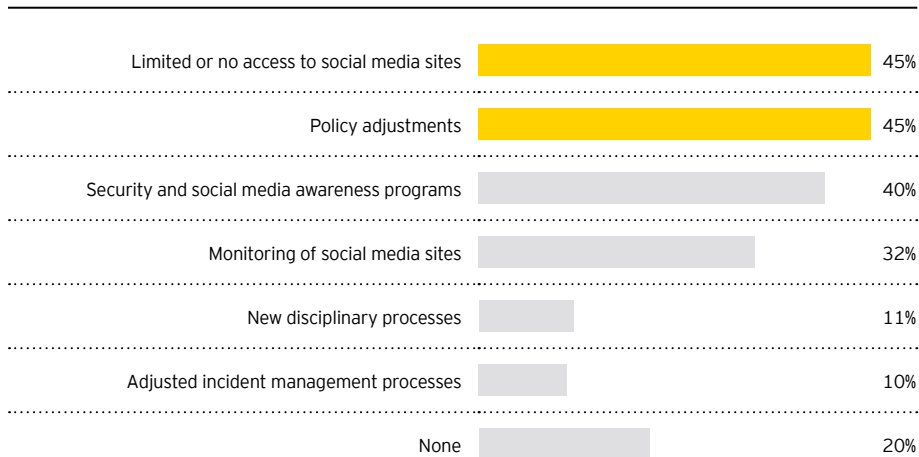 Limited or no access to social media sites 45%
Policy adjustments 45%
Security and social media awareness programs 40%
Monitoring of social media sites 32%
New disciplinary processes 11%
Adjusted incident management processes 10%
None 20%